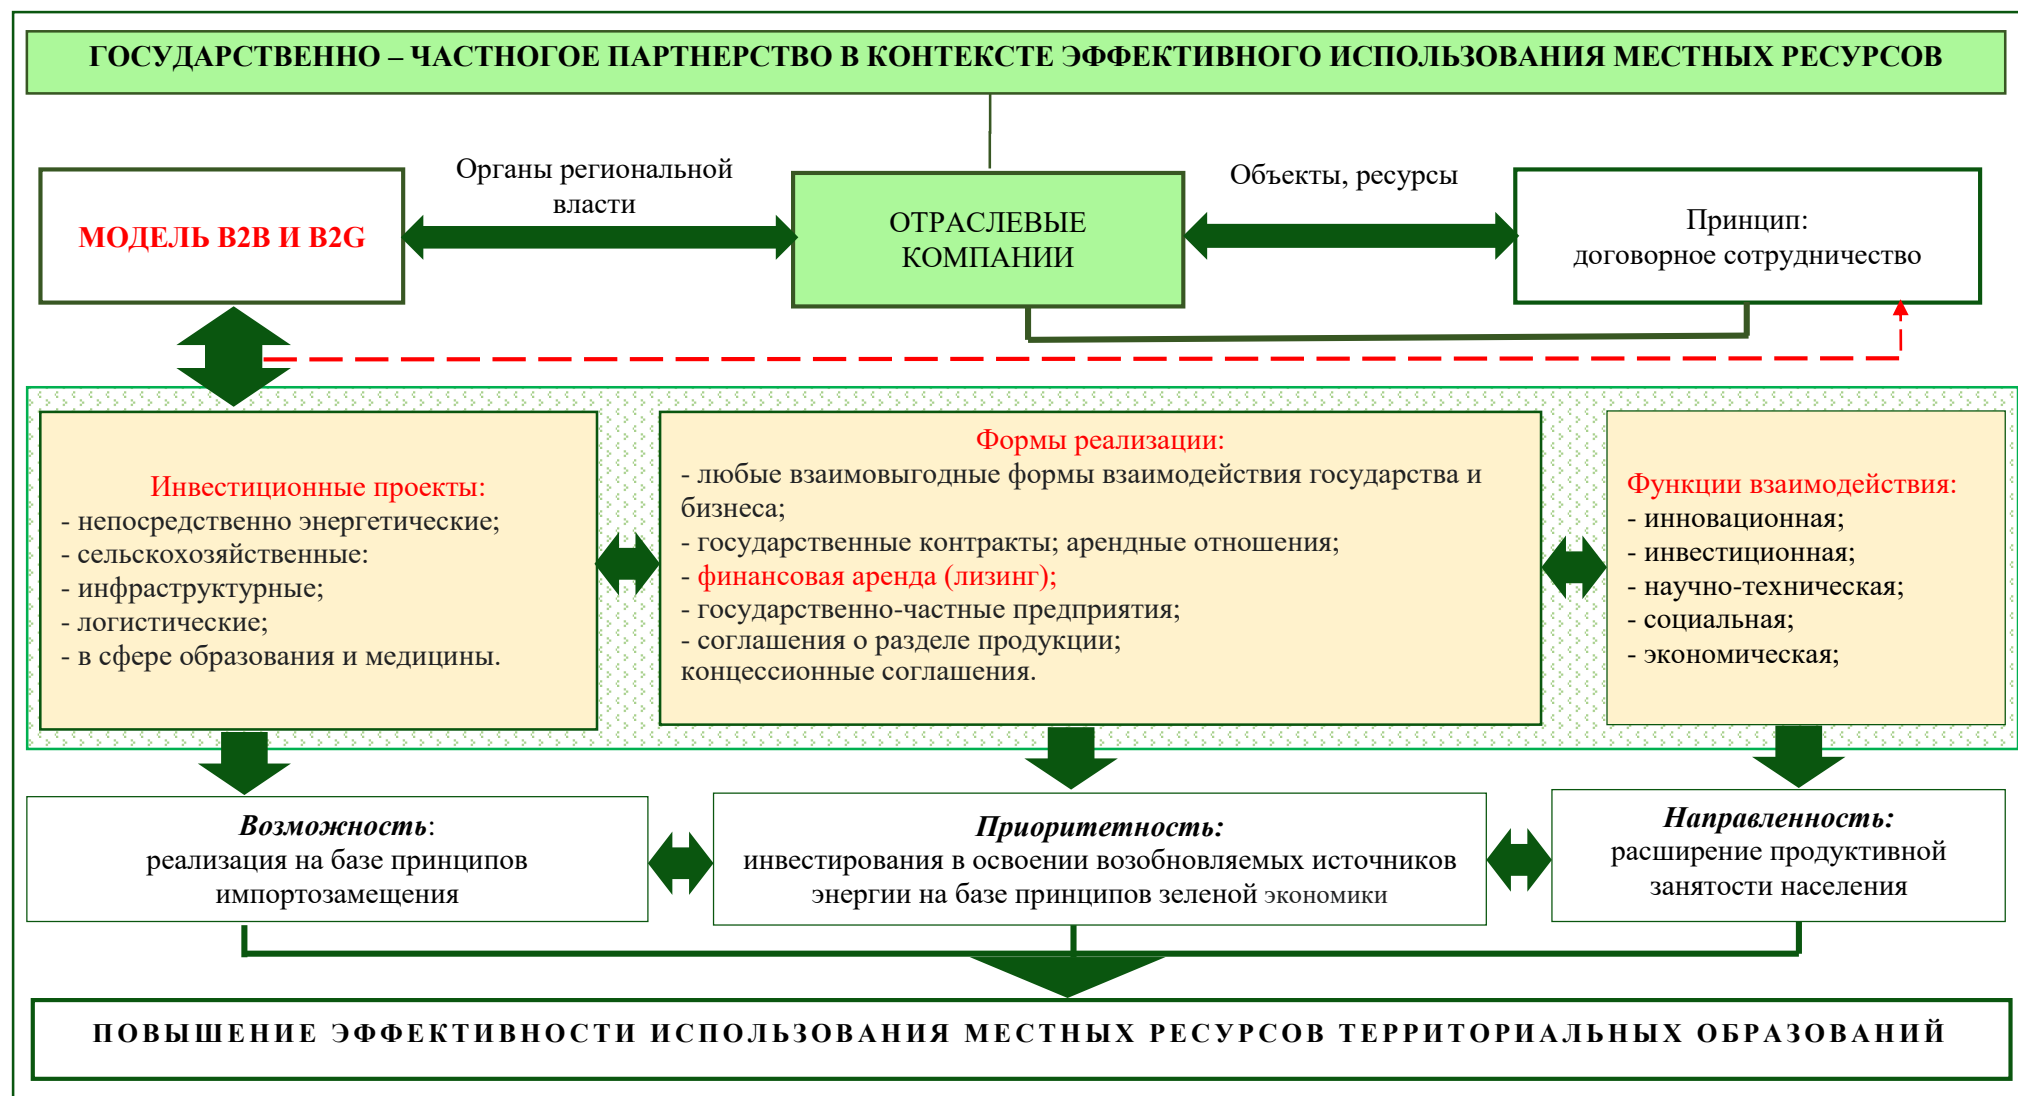 ГОСУДАРСТВЕННО – ЧАСТНОГОЕ ПАРТНЕРСТВО В КОНТЕКСТЕ ЭФФЕКТИВНОГО ИСПОЛЬЗОВАНИЯ МЕСТНЫХ РЕСУРСОВ
МОДЕЛЬ B2B И B2G
Органы региональной
власти
ОТРАСЛЕВЫЕ
КОМПАНИИ
Объекты, ресурсы
Принцип:
договорное сотрудничество
Инвестиционные проекты:
- непосредственно энергетические;
- сельскохозяйственные:
- инфраструктурные;
- логистические;
- в сфере образования и медицины.
Формы реализации:
- любые взаимовыгодные формы взаимодействия государства и
бизнеса;
- государственные контракты; арендные отношения;
- финансовая аренда (лизинг);
- государственно-частные предприятия;
- соглашения о разделе продукции;
концессионные соглашения.
Функции взаимодействия:
- инновационная;
- инвестиционная;
- научно-техническая;
- социальная;
- экономическая;
Возможность:
реализация на базе принципов
импортозамещения
Приоритетность:
инвестирования в освоении возобновляемых источников
энергии на базе принципов зеленой экономики
Направленность:
расширение продуктивной
занятости населения
ПОВЫШЕНИЕ ЭФФЕКТИВНОСТИ ИСПОЛЬЗОВАНИЯ МЕСТНЫХ РЕСУРСОВ ТЕРРИТОРИАЛЬНЫХ ОБРАЗОВАНИЙ